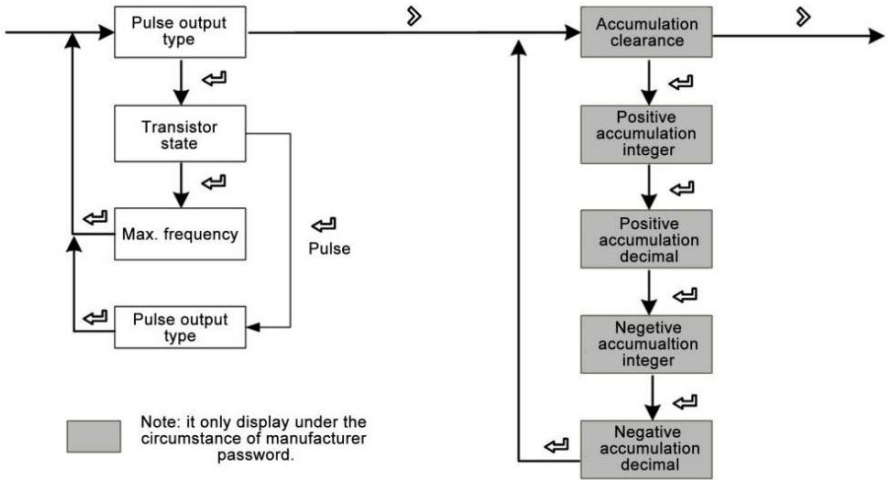 Pulse output
type
Accumulation
clearance
Transistor
state
Positive
accumulation
integer
Max. frequency
Pulse
Positive
accumulation
decimal
Pulse output
type
Negetive
accumualtion
integer
Note: it only display under the
circumstance of manufacturer
password.
Negative
accumulation
decimal